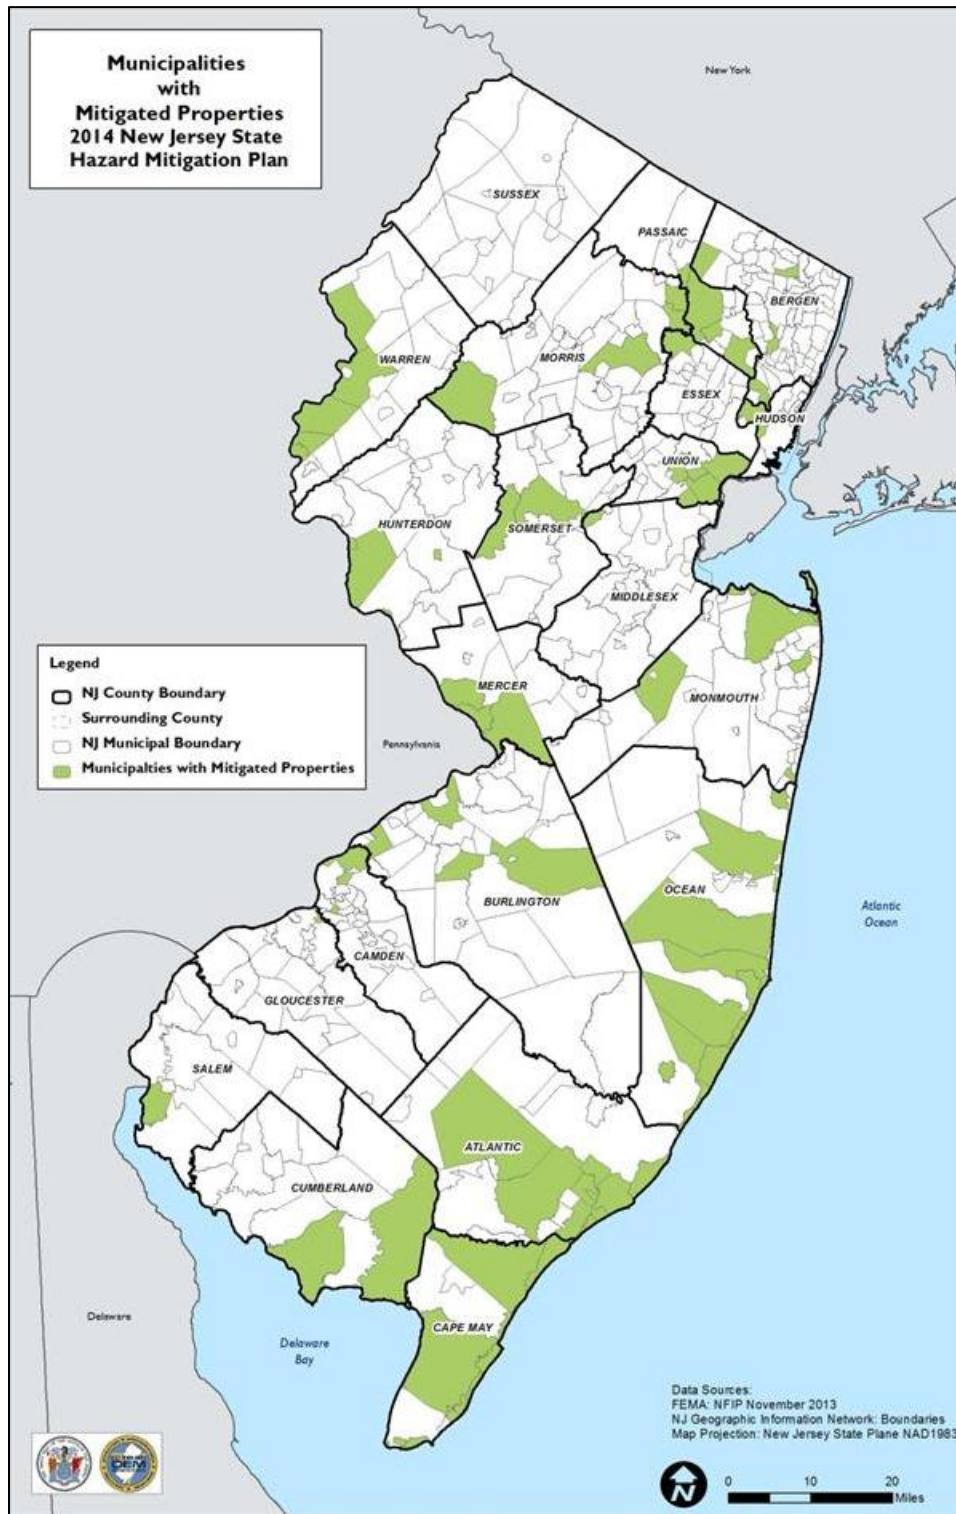 Municipalities
with
Mitigated Properties
2014 New Jersey State
Hazard Mitigation Plan
New York
SUSSEX
PASSAIC
BERGEN
WARREN
MORRIS
ESSEX
HUDSON
UNION
HUNTERDON
SOMERSET
MIDDLESEX
Legend
NJ County Boundary
Surrounding County
NJ Municipal Boundary
Municipalties with Mitigated Properties
MERCER
MONMOUTH
Pennsylvania
OCEAN
BURLINGTON
Atlantic
Ocean
CAMDEN
GLOUCESTER
SALEM
ATLANTIC
CUMBERLAND
Delaware
CAPE MAY
Delaware
Bay
Data Sources:
FEMA: NFIP November 2013
NJ Geographic Information Network: Boundaries
Map Projection: New Jersey State Plane NAD1983
OEM
N
0 10 20
Miles